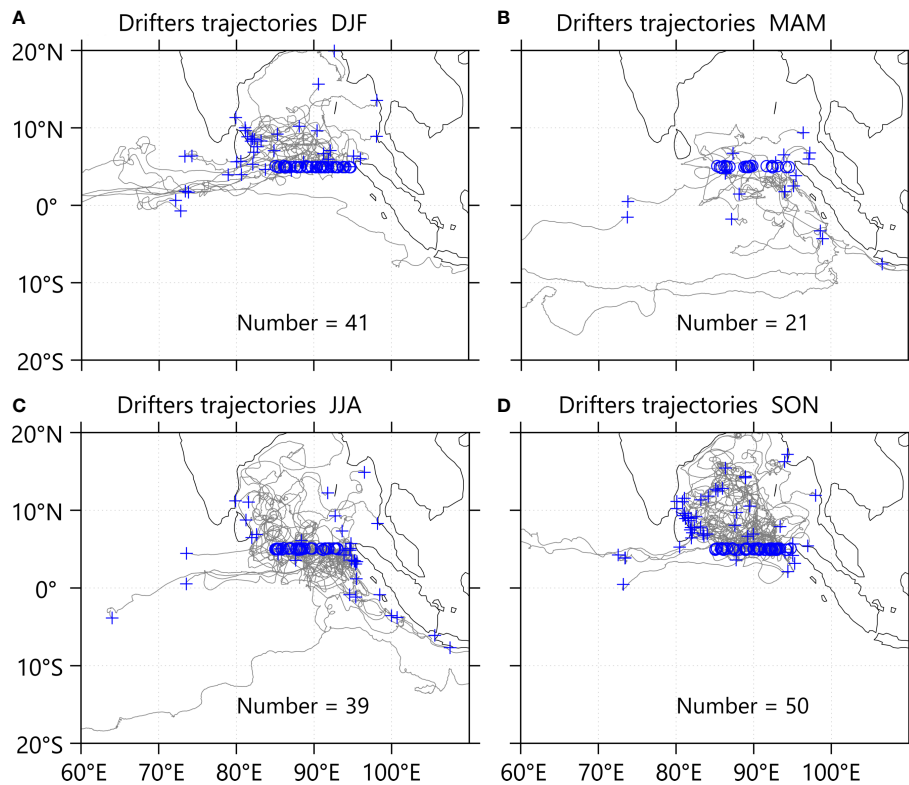 A
Drifters trajectories DJF
20°N
10°N
0°
10°S
20°S
Number = 41
B
Drifters trajectories MAM
Number = 21
C
Drifters trajectories JJA
20°N
10°N
0°
10°S
20°S
Number = 39
60°E 70°E 80°E 90°E 100°E
D
Drifters trajectories SON
Number = 50
60°E 70°E 80°E 90°E 100°E